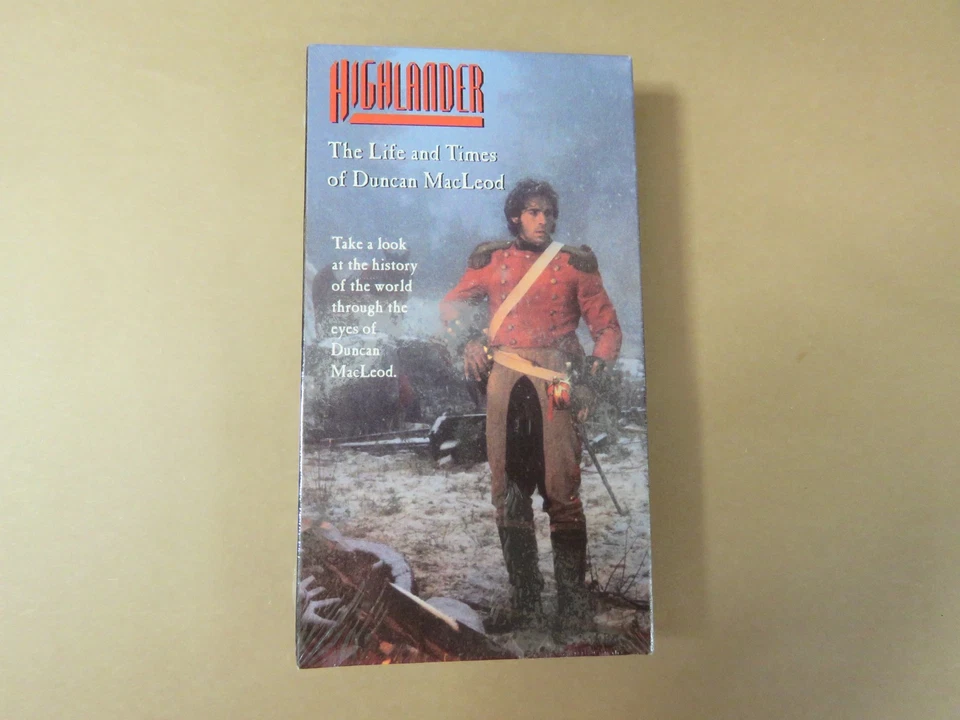 HIGHLANDER
The Life and Times
of Duncan MacLeod
Take a look
at the history
of the world
through the
eyes of
Duncan
MacLeod.